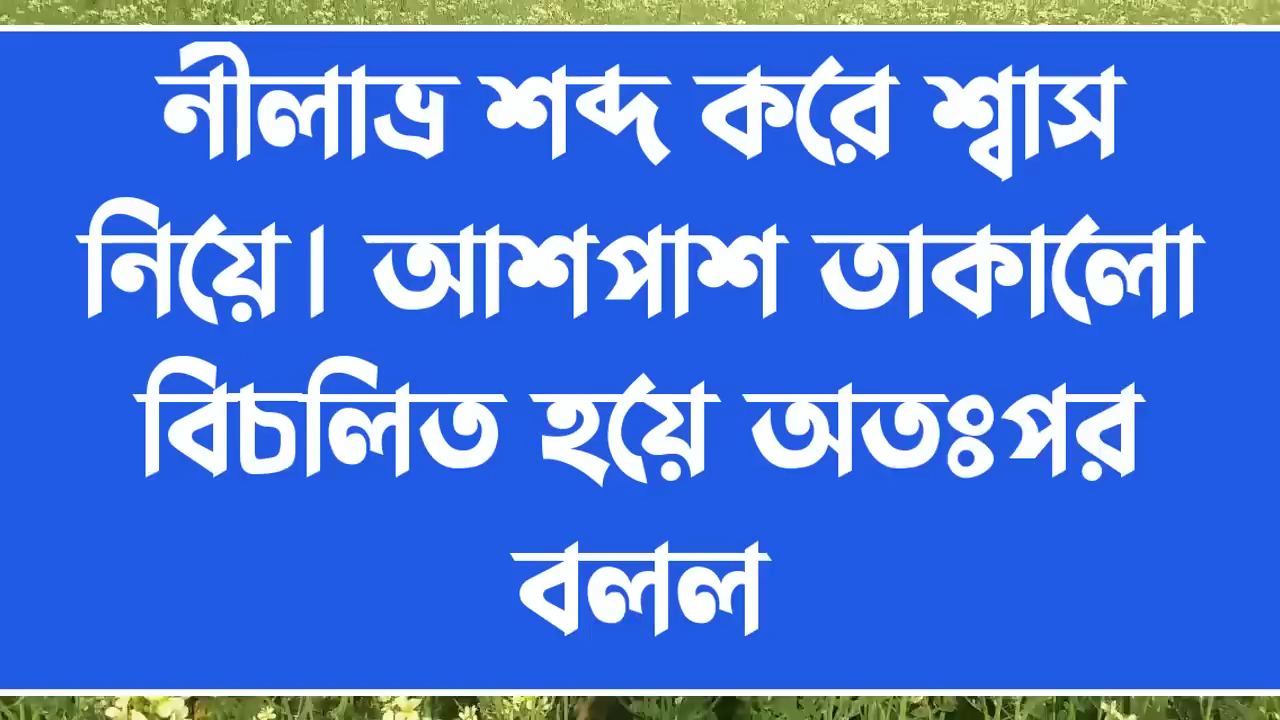 নীলাভ্র শব্দ করে শ্বাস
নিয়ে। আশপাশ তাকালো
বিচলিত হয়ে অতঃপর
বলল